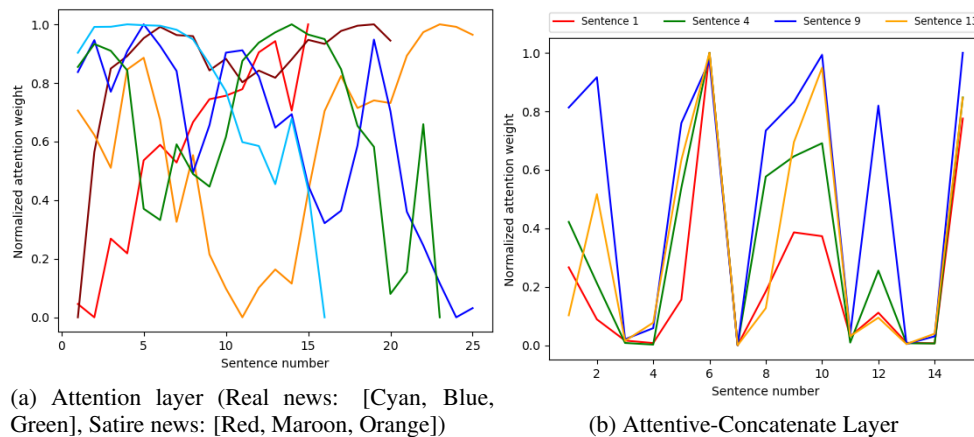 Sentence 1 Sentence 4 Sentence 9 Sentence 13
1.0
0.8
0.6
0.4
0.2
0.0
Normalized attention weight
0 5 10 15 20 25
Sentence number
(a) Attention layer (Real news: [Cyan, Blue,
Green], Satire news: [Red, Maroon, Orange])
1.0
0.8
0.6
0.4
0.2
0.0
Normalized attention weight
2 4 6 8 10 12 14
Sentence number
(b) Attentive-Concatenate Layer